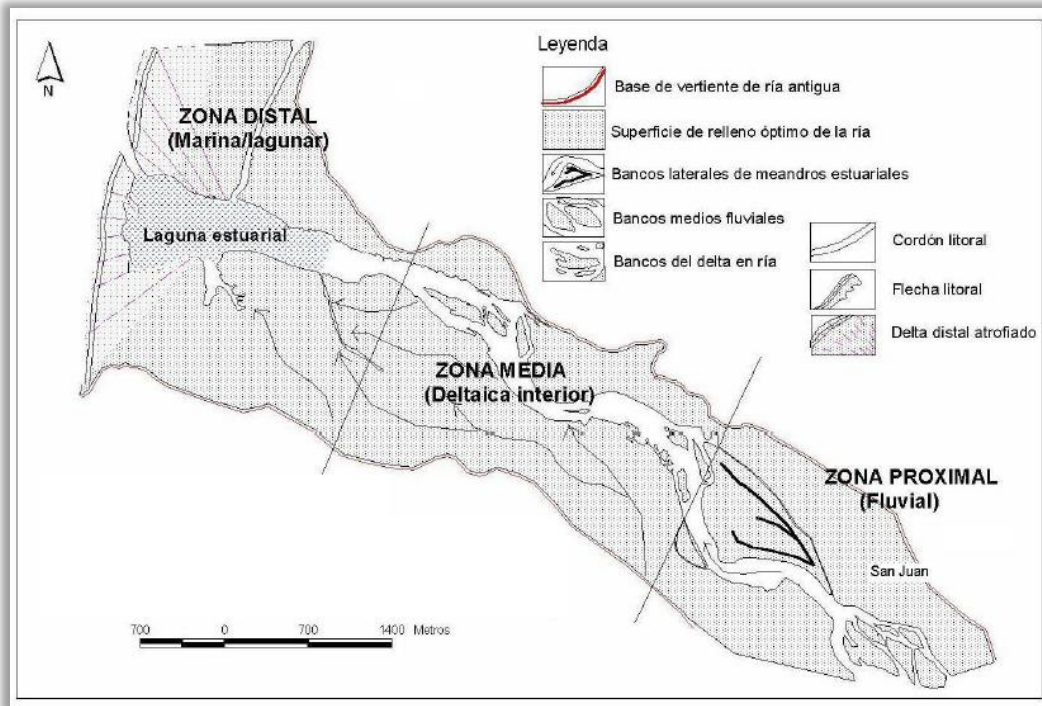 N
ZONA DISTAL
(Marina/lagunar)
Laguna estuarial
ZONA MEDIA
(Deltaica interior)
ZONA PROXIMAL
(Fluvial)
San Juan
Leyenda
Base de vertiente de ría antigua
Superficie de relleno óptimo de la ría
Bancos laterales de meandros estuariales
Bancos medios fluviales
Bancos del delta en ría
Cordón litoral
Flecha litoral
Delta distal atrofiado
700 0 700 1400 Metros